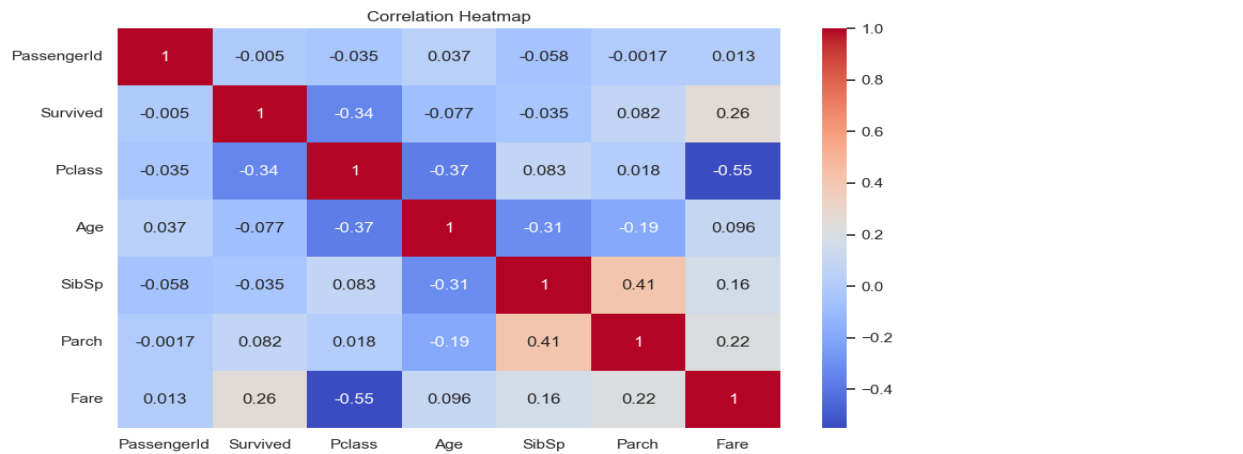 Correlation Heatmap
PassengerId 1 -0.005 -0.035 0.037 -0.058 -0.0017 0.013
Survived -0.005 1 -0.34 -0.077 -0.035 0.082 0.26
Pclass -0.035 -0.34 1 -0.37 0.083 0.018 -0.55
Age 0.037 -0.077 -0.37 1 -0.31 -0.19 0.096
SibSp -0.058 -0.035 0.083 -0.31 1 0.41 0.16
Parch -0.0017 0.082 0.018 -0.19 0.41 1 0.22
Fare 0.013 0.26 -0.55 0.096 0.16 0.22 1
PassengerId Survived Pclass Age SibSp Parch Fare
1.0
0.8
0.6
0.4
0.2
0.0
−0.2
−0.4